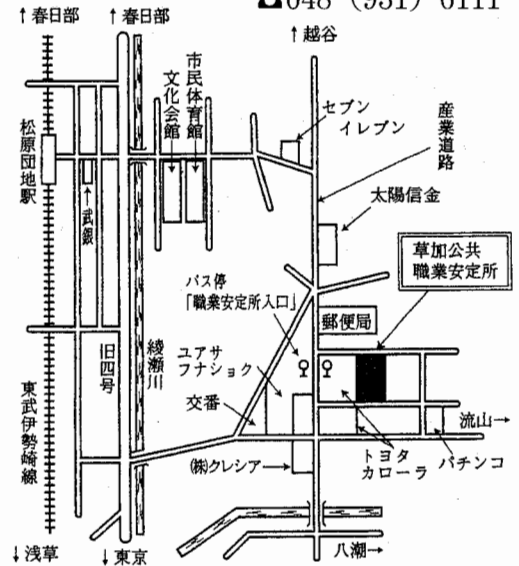 ☎048（931）6111
↑春日部
↑春日部
↑越谷
松原団地駅
文化会館
市民体育館
セブン
イレブン
産業道路
太陽信金
↑武銀
草加公共
職業安定所
バス停
「職業安定所入口」
郵便局
旧四号
綾瀬川
ユアサ
フナショク
交番
東武伊勢崎線
㈱クレシア
トヨタ
カローラ
パチンコ
流山→
八潮→
↓浅草
↓東京